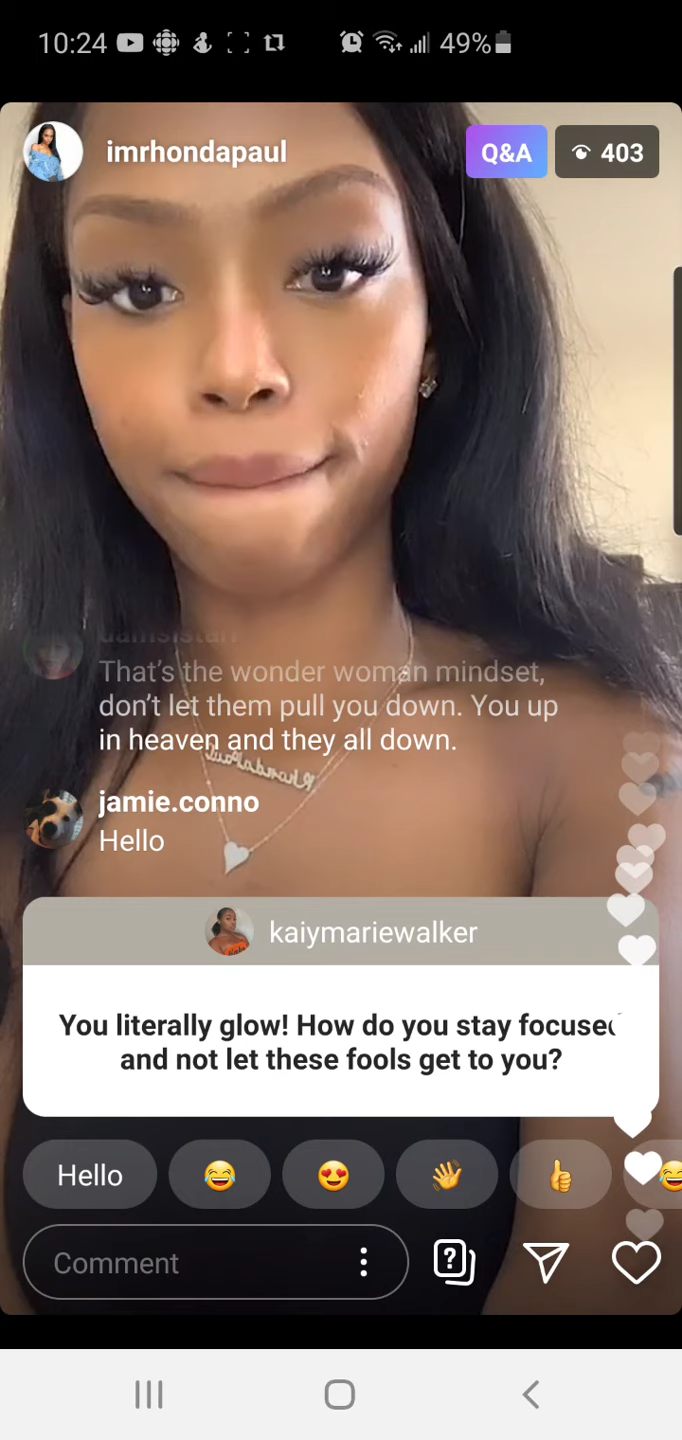 10:24
49%
imrhondapaul
Q&A
403
damsistarr
That's the wonder woman mindset,
don't let them pull you down. You up
in heaven and they all down.
jamie.conno
Hello
RhondaPaul
kaiymariewalker
You literally glow! How do you stay focused
and not let these fools get to you?
Hello
Comment